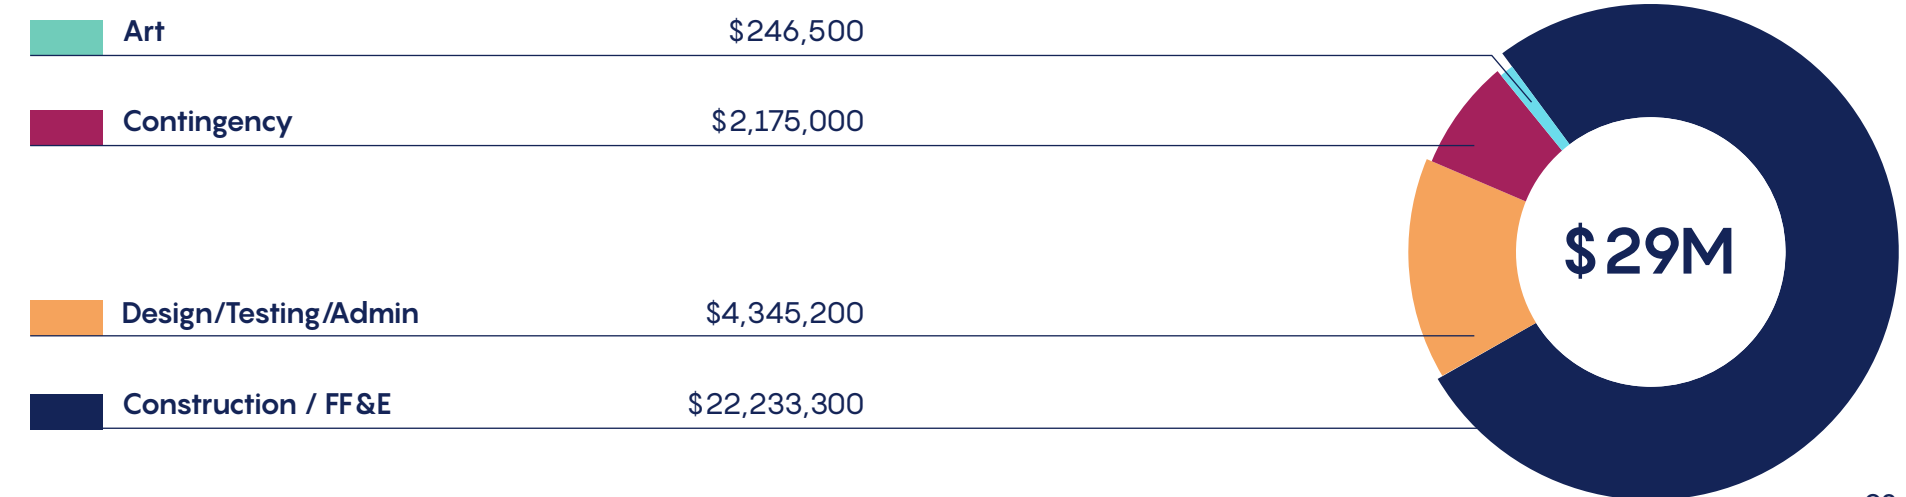 Art $246,500
Contingency $2,175,000
$29M
Design/Testing/Admin $4,345,200
Construction / FF&E $22,233,300